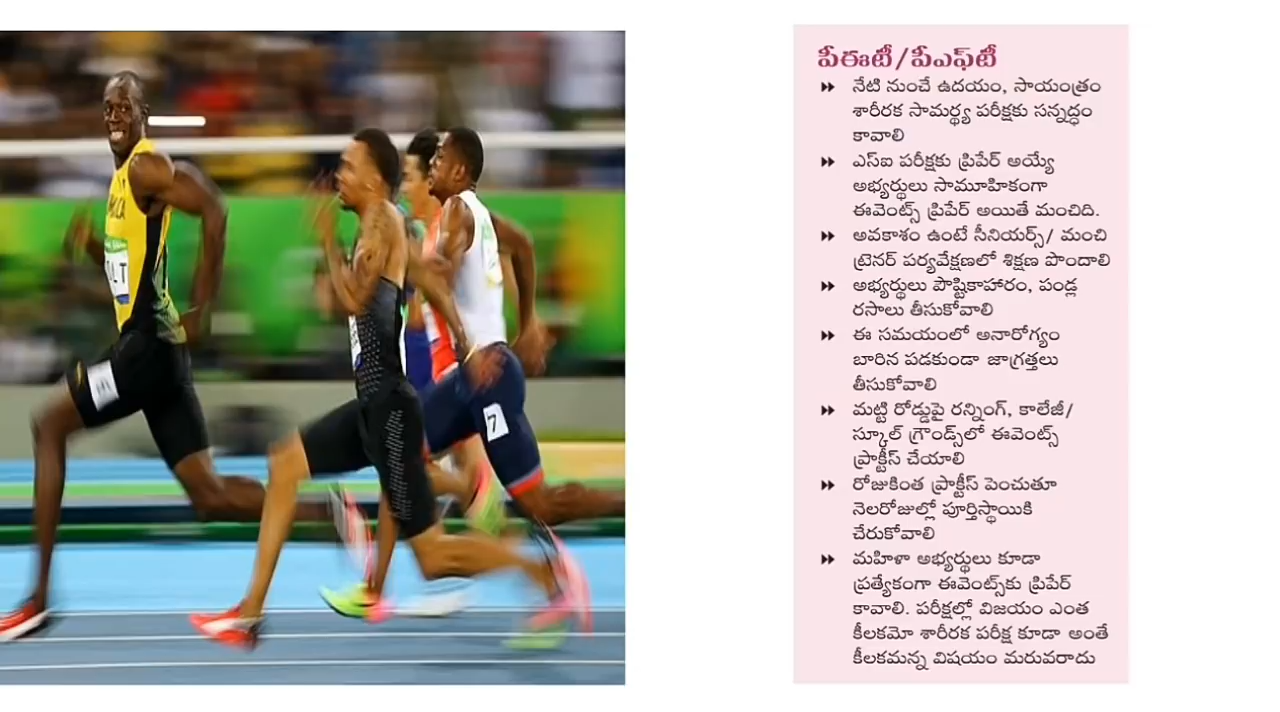 LT
7
పీఈటీ/పీఎఫ్‌టీ
నేటి నుంచే ఉదయం, సాయంత్రం
శారీరక సామర్థ్య పరీక్షకు సన్నద్ధం
కావాలి
ఎస్ఐ పరీక్షకు ప్రిపేర్ అయ్యే
అభ్యర్థులు సామూహికంగా
ఈవెంట్స్ ప్రిపేర్ అయితే మంచిది.
అవకాశం ఉంటే సీనియర్స్/ మంచి
ట్రైనర్ పర్యవేక్షణలో శిక్షణ పొందాలి
అభ్యర్థులు పౌష్టికాహారం, పండ్ల
రసాలు తీసుకోవాలి
ఈ సమయంలో అనారోగ్యం
బారిన పడకుండా జాగ్రత్తలు
తీసుకోవాలి
మట్టి రోడ్డుపై రన్నింగ్, కాలేజీ/
స్కూల్ గ్రౌండ్స్‌లో ఈవెంట్స్
ప్రాక్టీస్ చేయాలి
రోజుకింత ప్రాక్టీస్ పెంచుతూ
నెలరోజుల్లో పూర్తిస్థాయికి
చేరుకోవాలి
మహిళా అభ్యర్థులు కూడా
ప్రత్యేకంగా ఈవెంట్స్‌కు ప్రిపేర్
కావాలి. పరీక్షల్లో విజయం ఎంత
కీలకమో శారీరక పరీక్ష కూడా అంతే
కీలకమన్న విషయం మరువరాదు